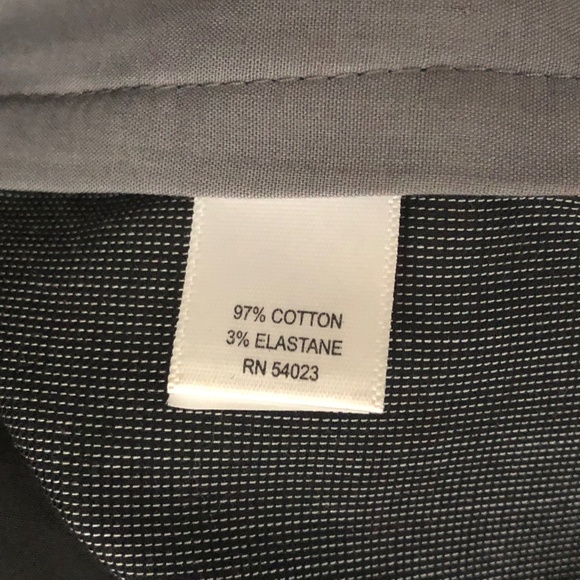 97% COTTON
3% ELASTANE
RN 54023